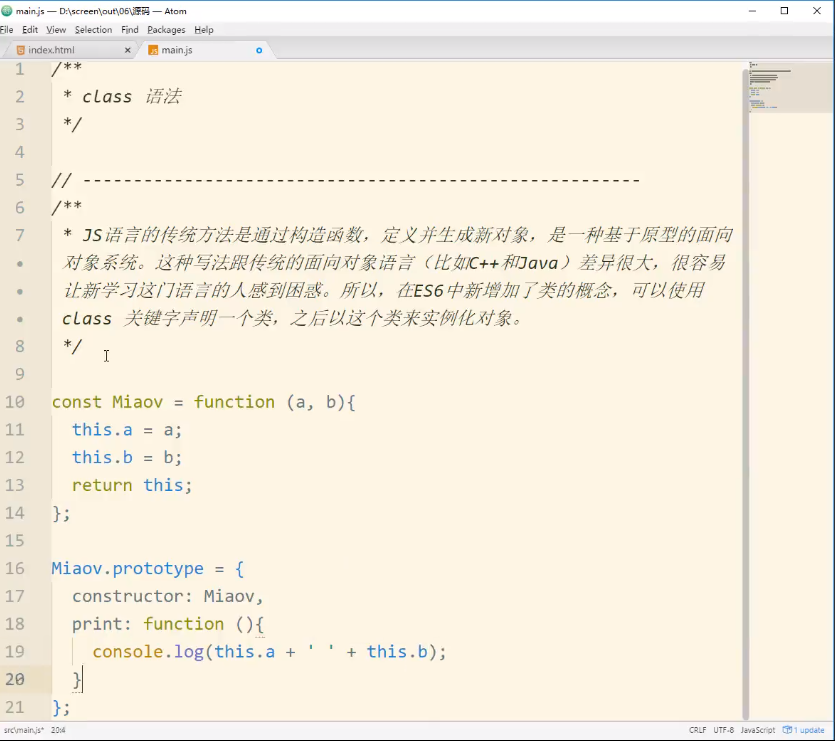 main.js — D:\screen\out\06\源码 — Atom
File Edit View Selection Find Packages Help
index.html × main.js
1 /**
2 * class 语法
3 */
4
5 // -------------------------------------------------------
6 /**
7 * JS语言的传统方法是通过构造函数，定义并生成新对象，是一种基于原型的面向
• 对象系统。这种写法跟传统的面向对象语言（比如C++和Java）差异很大，很容易
• 让新学习这门语言的人感到困惑。所以，在ES6中新增加了类的概念，可以使用
• class 关键字声明一个类，之后以这个类来实例化对象。
8 */
9
10 const Miaov = function (a, b){
11 this.a = a;
12 this.b = b;
13 return this;
14 };
15
16 Miaov.prototype = {
17 constructor: Miaov,
18 print: function (){
19 console.log(this.a + ' ' + this.b);
20 }
21 };
src\main.js* 20:4 CRLF UTF-8 JavaScript 1 update